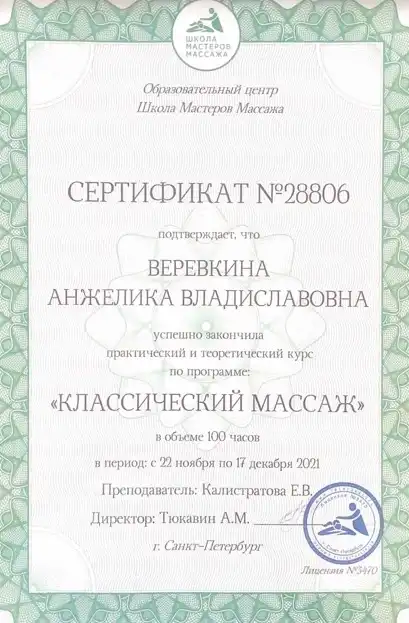 ШКОЛА
МАСТЕРОВ
МАССАЖА
Образовательный центр
Школа Мастеров Массажа
СЕРТИФИКАТ №28806
подтверждает, что
ВЕРЕВКИНА
АНЖЕЛИКА ВЛАДИСЛАВОВНА
успешно закончила
практический и теоретический курс
по программе:
«КЛАССИЧЕСКИЙ МАССАЖ»
в объеме 100 часов
в период: с 22 ноября по 17 декабря 2021
Преподаватель: Калистратова Е.В.
Директор: Тюкавин А.М.
г. Санкт-Петербург
Лицензия №3470